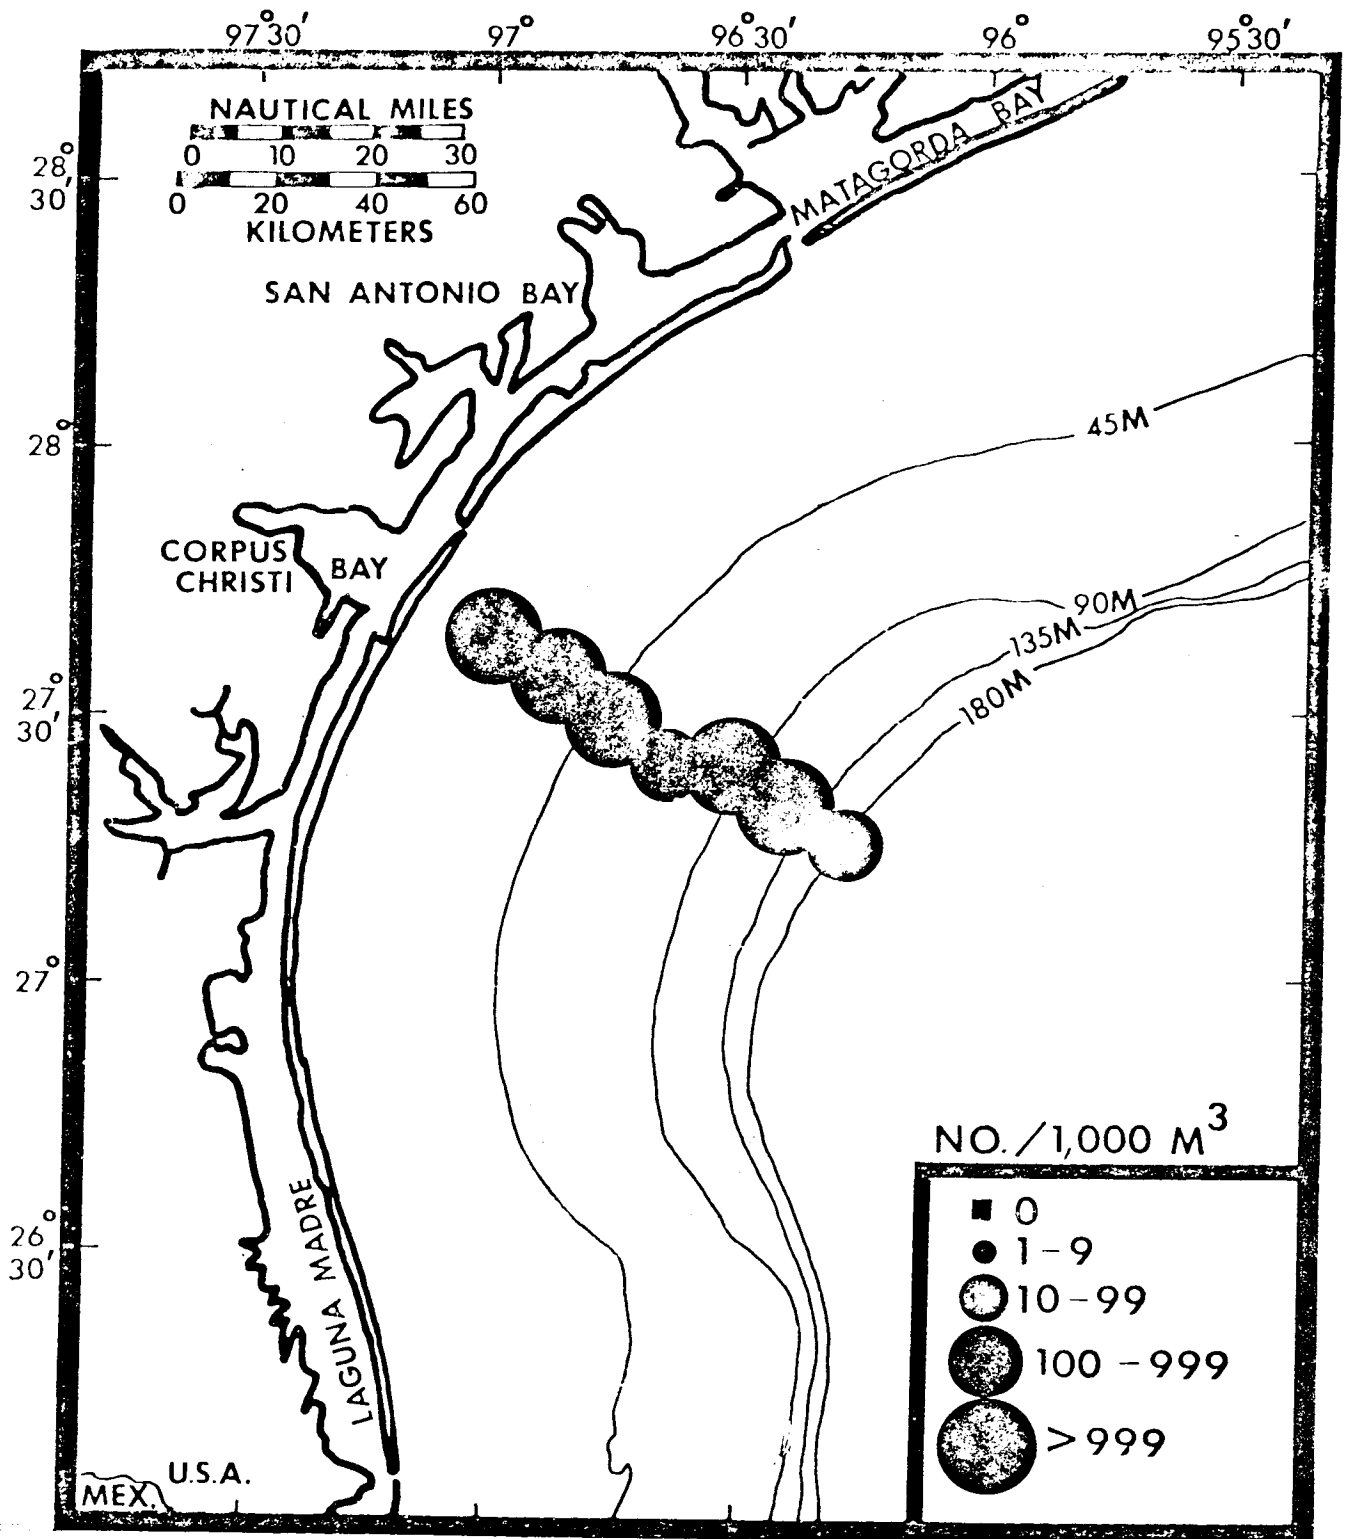 97° 30′
97°
96° 30′
96°
95° 30′
NAUTICAL MILES
0 10 20 30
0 20 40 60
KILOMETERS
28° 30′
MATAGORDA BAY
SAN ANTONIO BAY
28°
45M
CORPUS CHRISTI
BAY
90M
135M
180M
27° 30′
27°
NO./1,000 M³
0
1–9
10–99
100–999
>999
26° 30′
LAGUNA MADRE
U.S.A.
MEX.